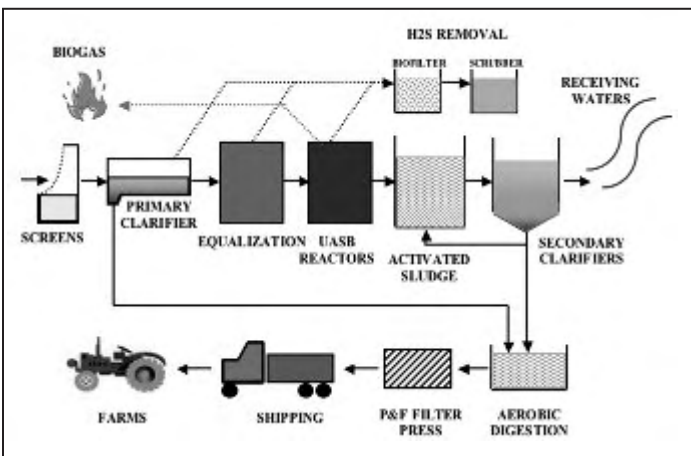 H2S REMOVAL
BIOGAS
BIOFILTER
SCRUBBER
RECEIVING
WATERS
SCREENS
PRIMARY
CLARIFIER
EQUALIZATION
UASB
REACTORS
ACTIVATED
SLUDGE
SECONDARY
CLARIFIERS
FARMS
SHIPPING
P&F FILTER
PRESS
AEROBIC
DIGESTION